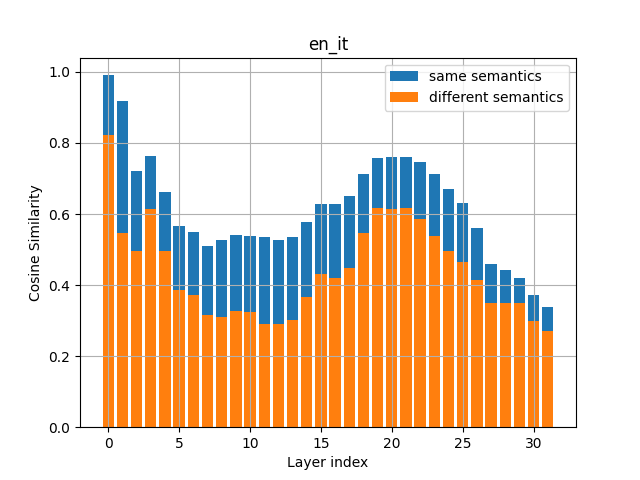 en_it
same semantics
different semantics
1.0
0.8
0.6
0.4
0.2
0.0
Cosine Similarity
0 5 10 15 20 25 30
Layer index